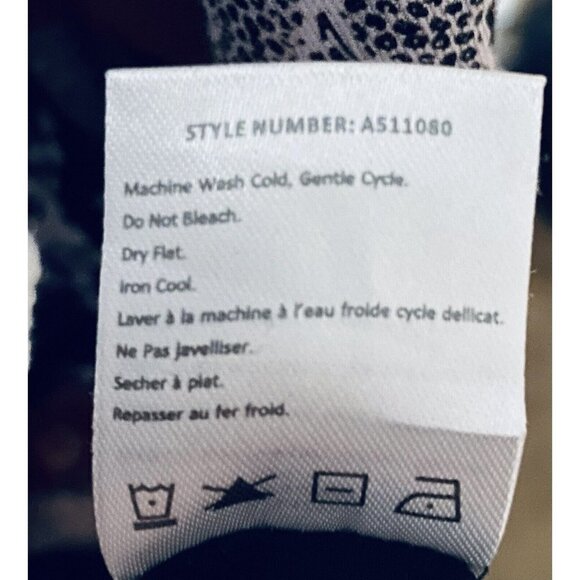 STYLE NUMBER: A511080
Machine Wash Cold, Gentle Cycle.
Do Not Bleach.
Dry Flat.
Iron Cool.
Laver à la machine à l'eau froide cycle dellicat.
Ne Pas Javelliser.
Secher à plat.
Repasser au fer froid.